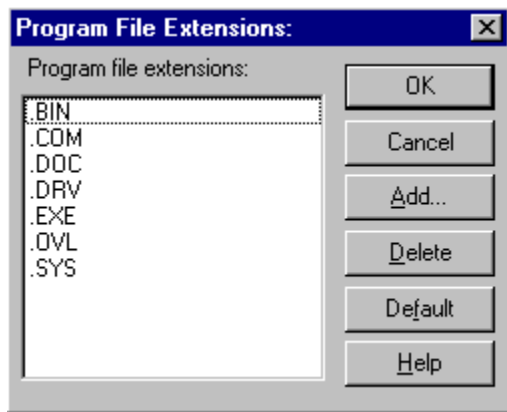 Program File Extensions:
Program file extensions:
.BIN
.COM
.DOC
.DRV
.EXE
.OVL
.SYS
OK
Cancel
Add...
Delete
Default
Help